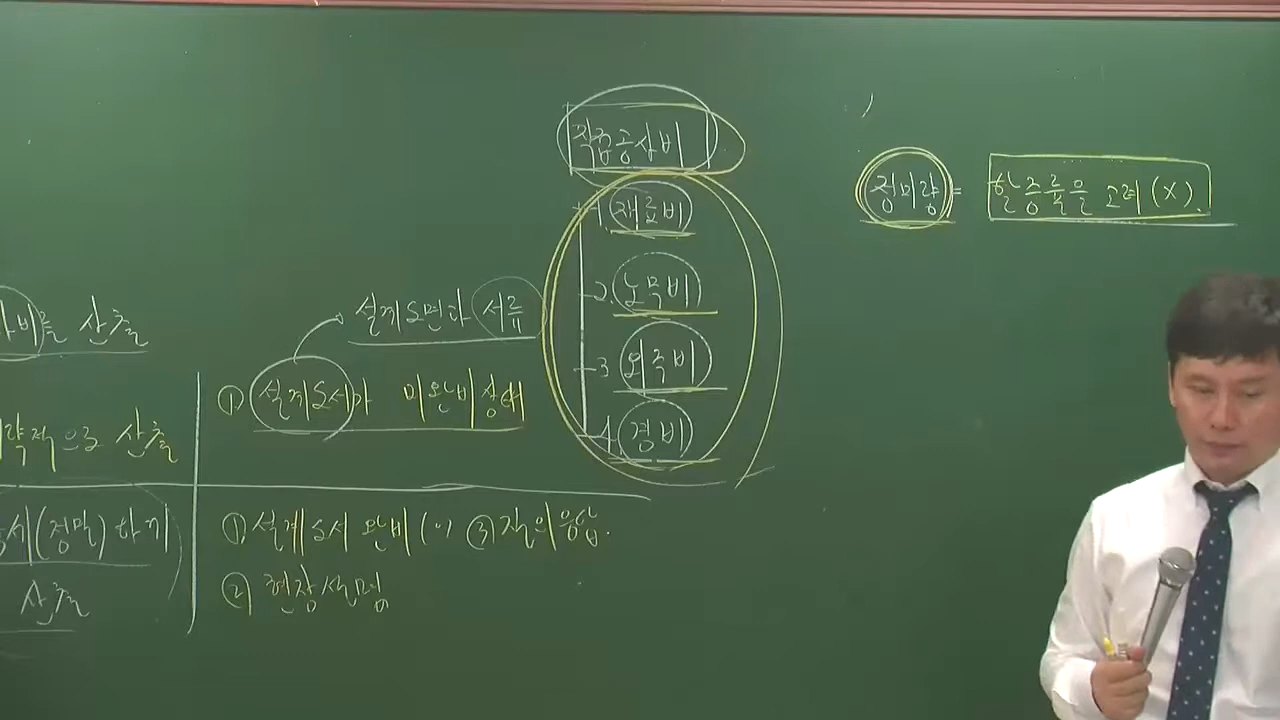 직접공사비
1. 재료비
2. 노무비
3 외주비
4. 경비
정미량 = 할증률을 고려 (X).
설계도면과 서류
비를 산출
① 설계도서가 미완비 상태
략적으로 산출
세(정밀) 하게
산출
① 설계도서 완비 ③ 질의응답.
② 현장설명